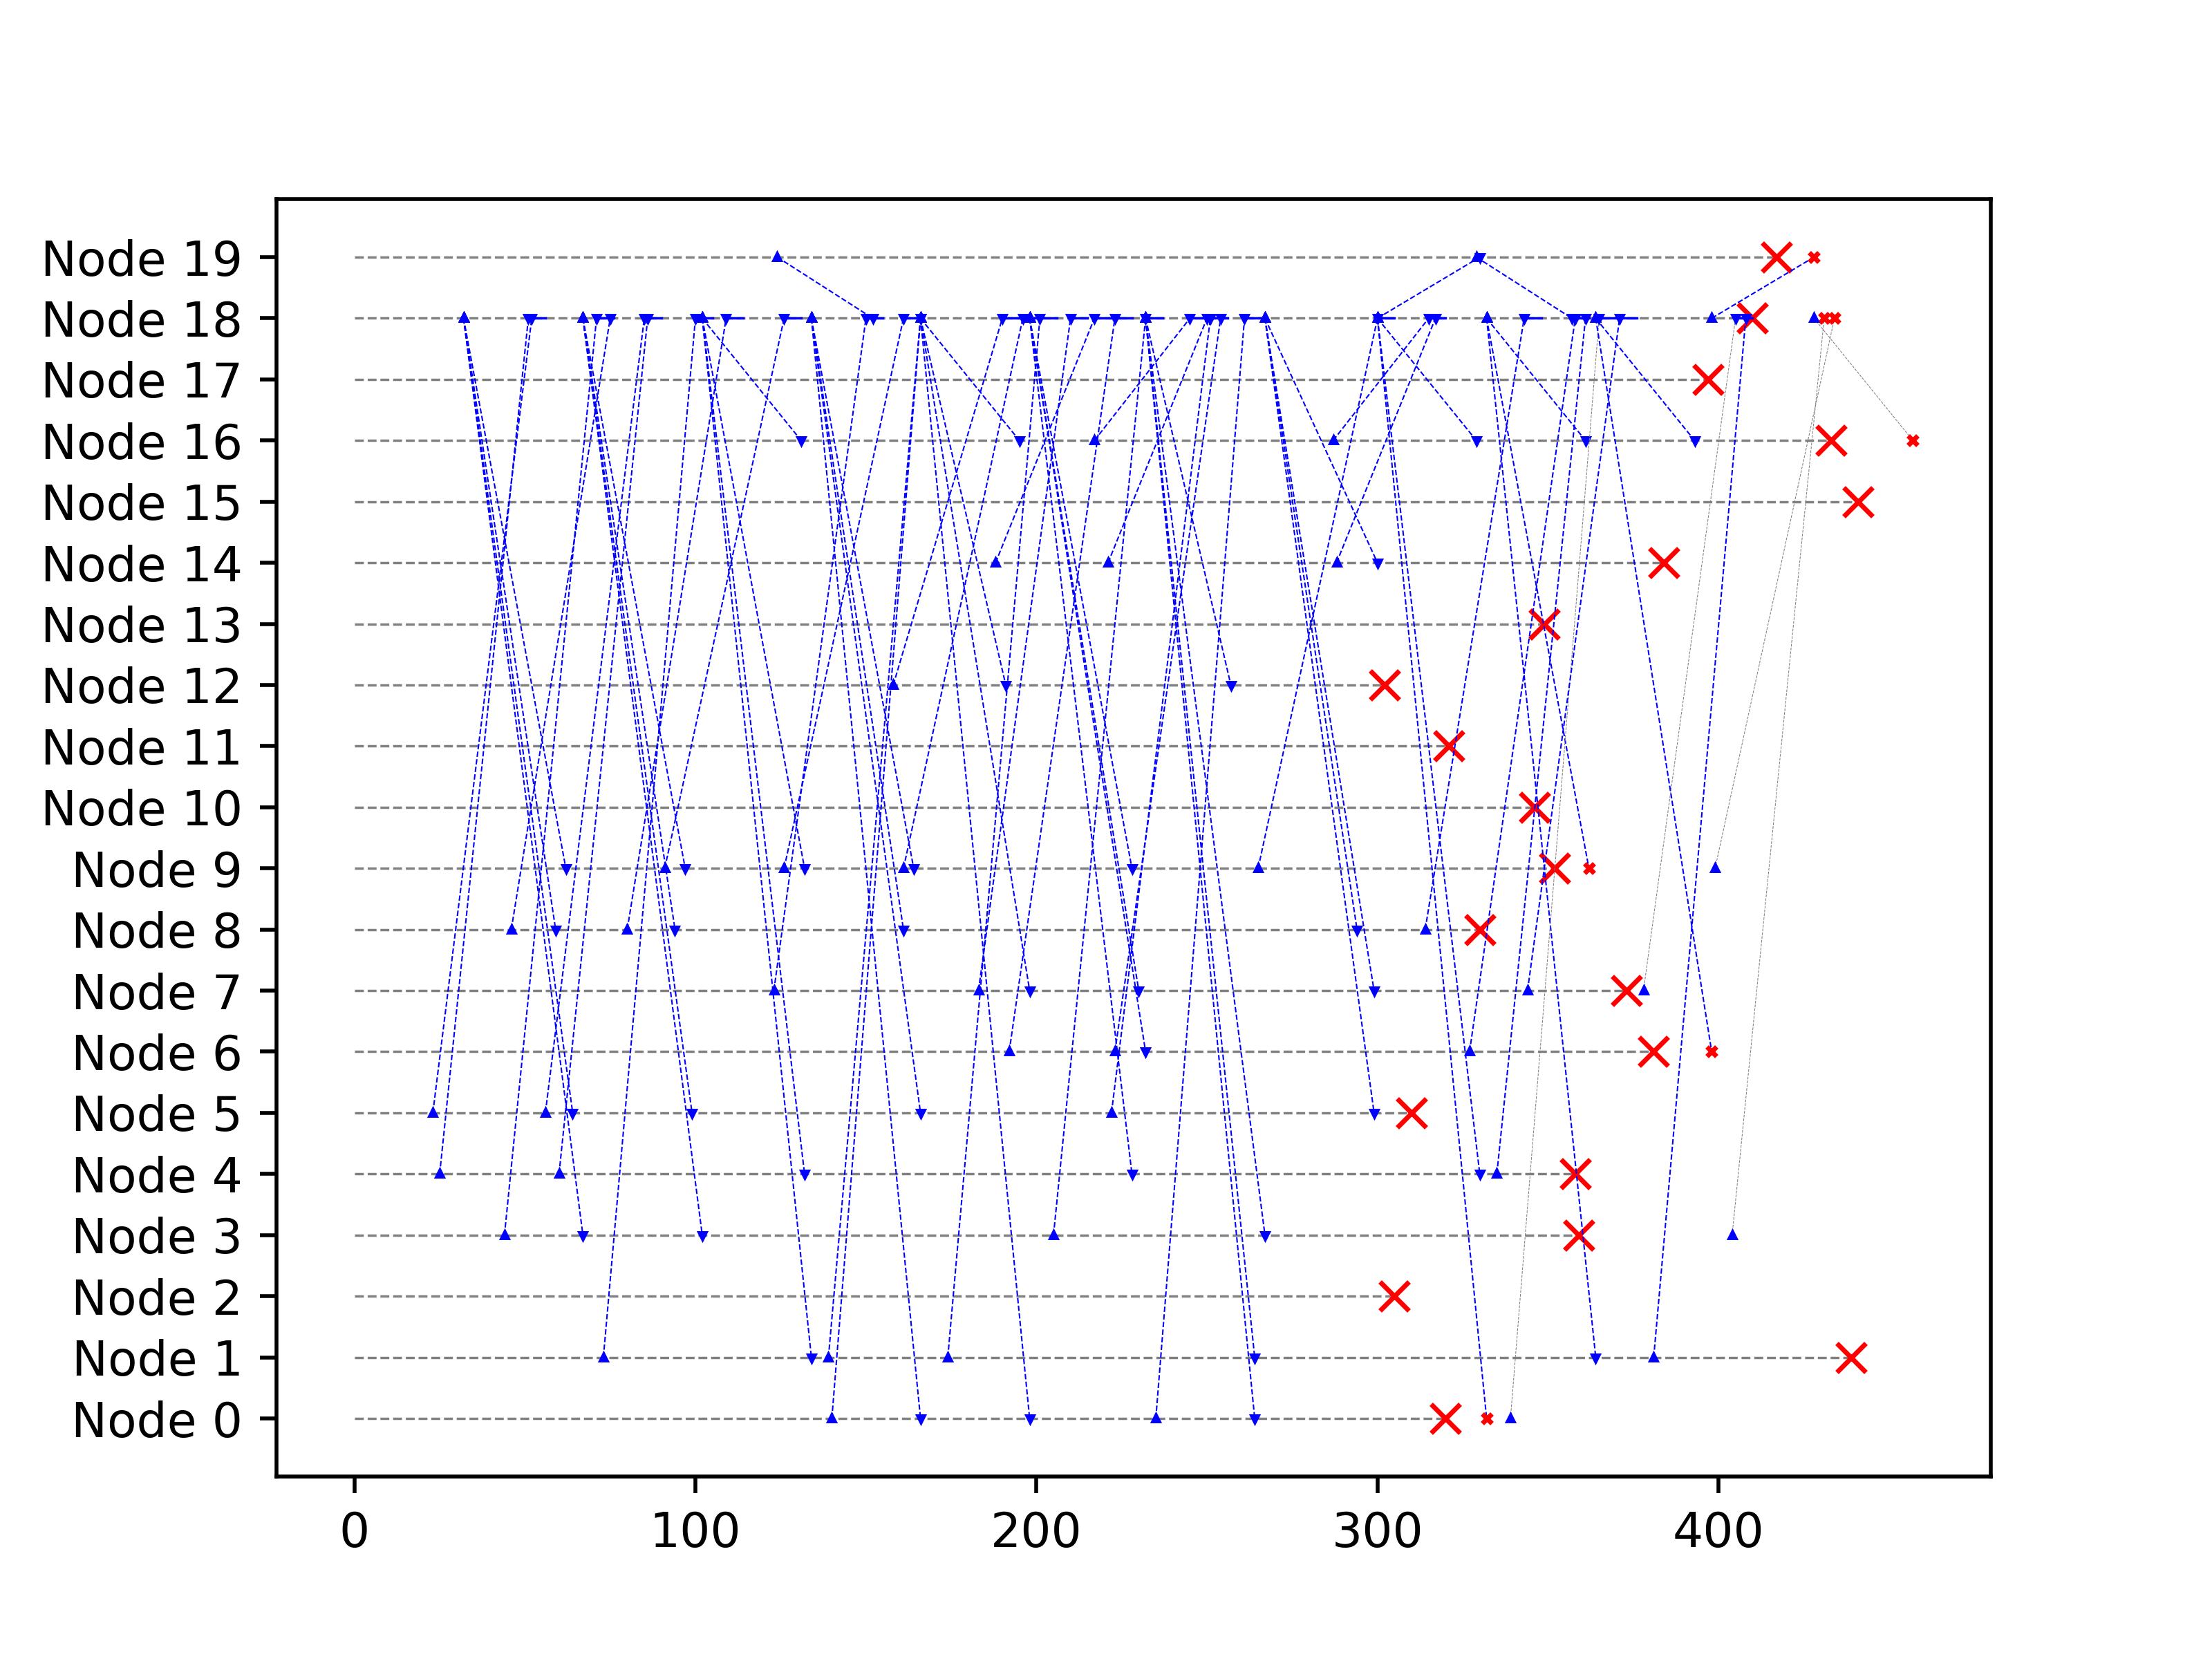 Node 19
Node 18
Node 17
Node 16
Node 15
Node 14
Node 13
Node 12
Node 11
Node 10
Node 9
Node 8
Node 7
Node 6
Node 5
Node 4
Node 3
Node 2
Node 1
Node 0
0 100 200 300 400